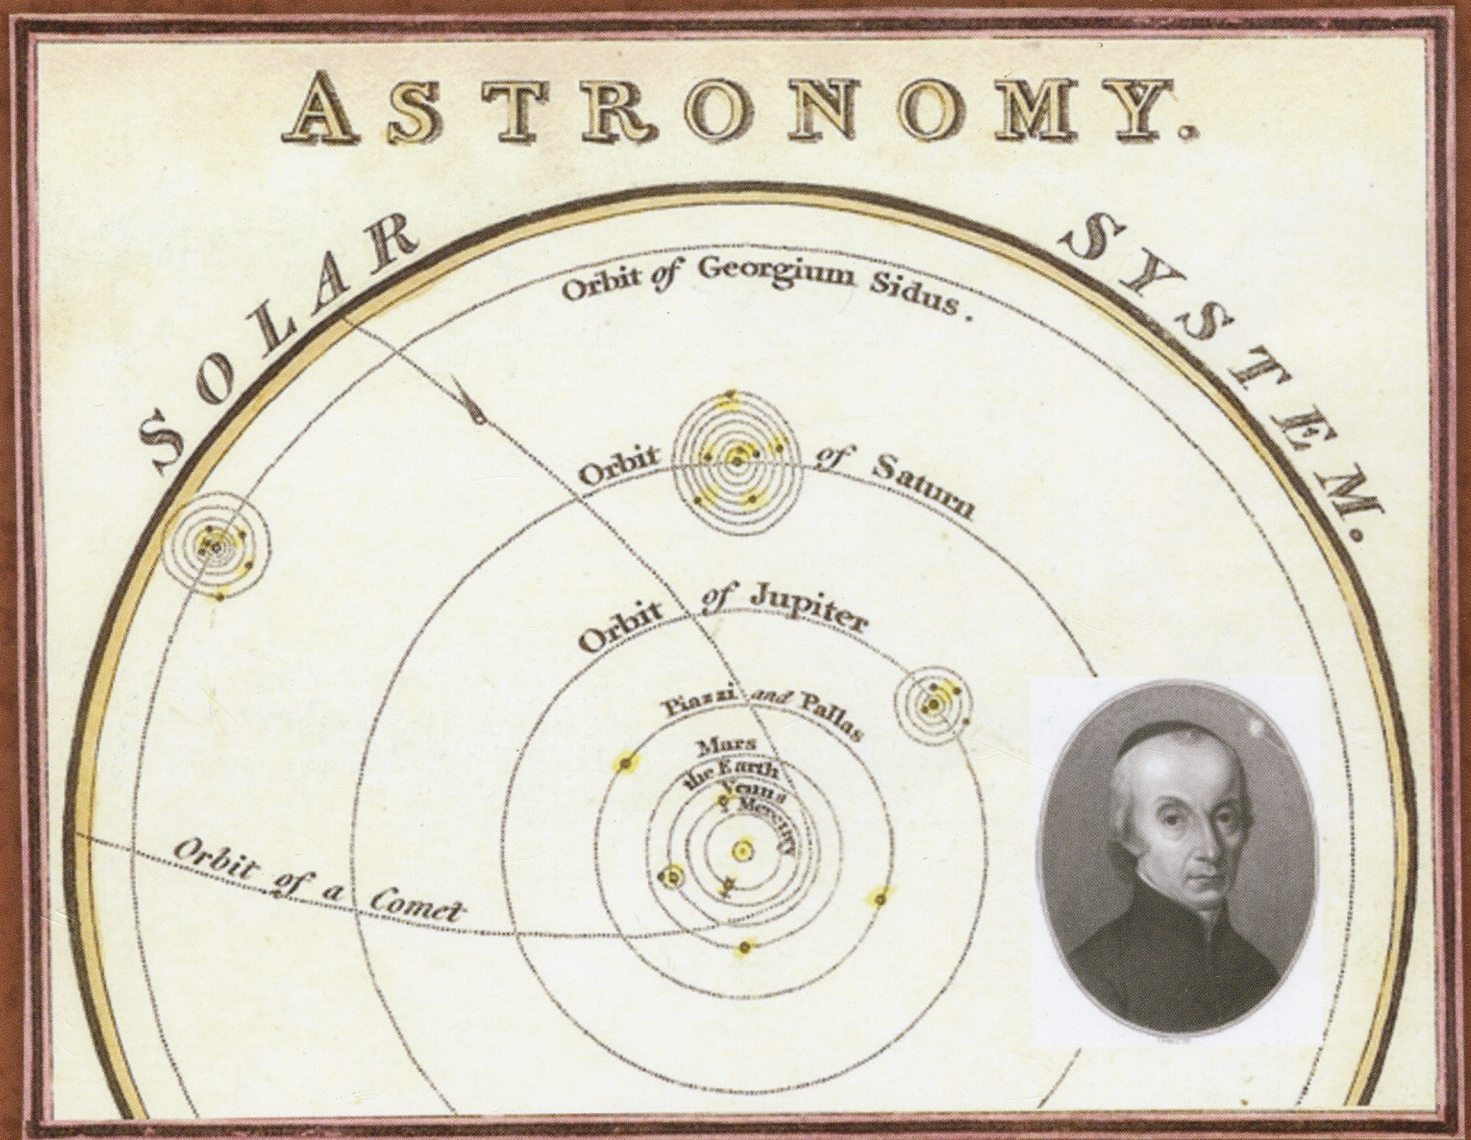 ASTRONOMY.
SOLAR SYSTEM.
Orbit of Georgium Sidus.
Orbit of Saturn
Orbit of Jupiter
Piazzi and Pallas
Mars
the Earth
Venus
Mercury
Orbit of a Comet